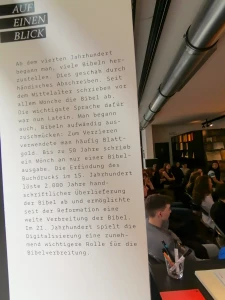 AUF
EINEN
BLICK
Ab dem vierten Jahrhundert
begann man, viele Bibeln her-
zustellen. Dies geschah durch
händisches Abschreiben. Seit
dem Mittelalter schrieben vor
allem Mönche die Bibel ab.
Die wichtigste Sprache dafür
war nun Latein. Man begann
auch, Bibeln aufwändig aus-
zuschmücken. Zum Verzieren
verwendete man häufig Blatt-
gold. Bis zu 30 Jahre schrieb
ein Mönch an nur einer Bibel-
ausgabe. Die Erfindung des
Buchdrucks im 15. Jahrhundert
löste 2.000 Jahre hand-
schriftlicher Überlieferung
der Bibel ab und ermöglichte
seit der Reformation eine
weite Verbreitung der Bibel.
Im 21. Jahrhundert spielt die
Digitalisierung eine zuneh-
mend wichtigere Rolle für die
Bibelverbreitung.